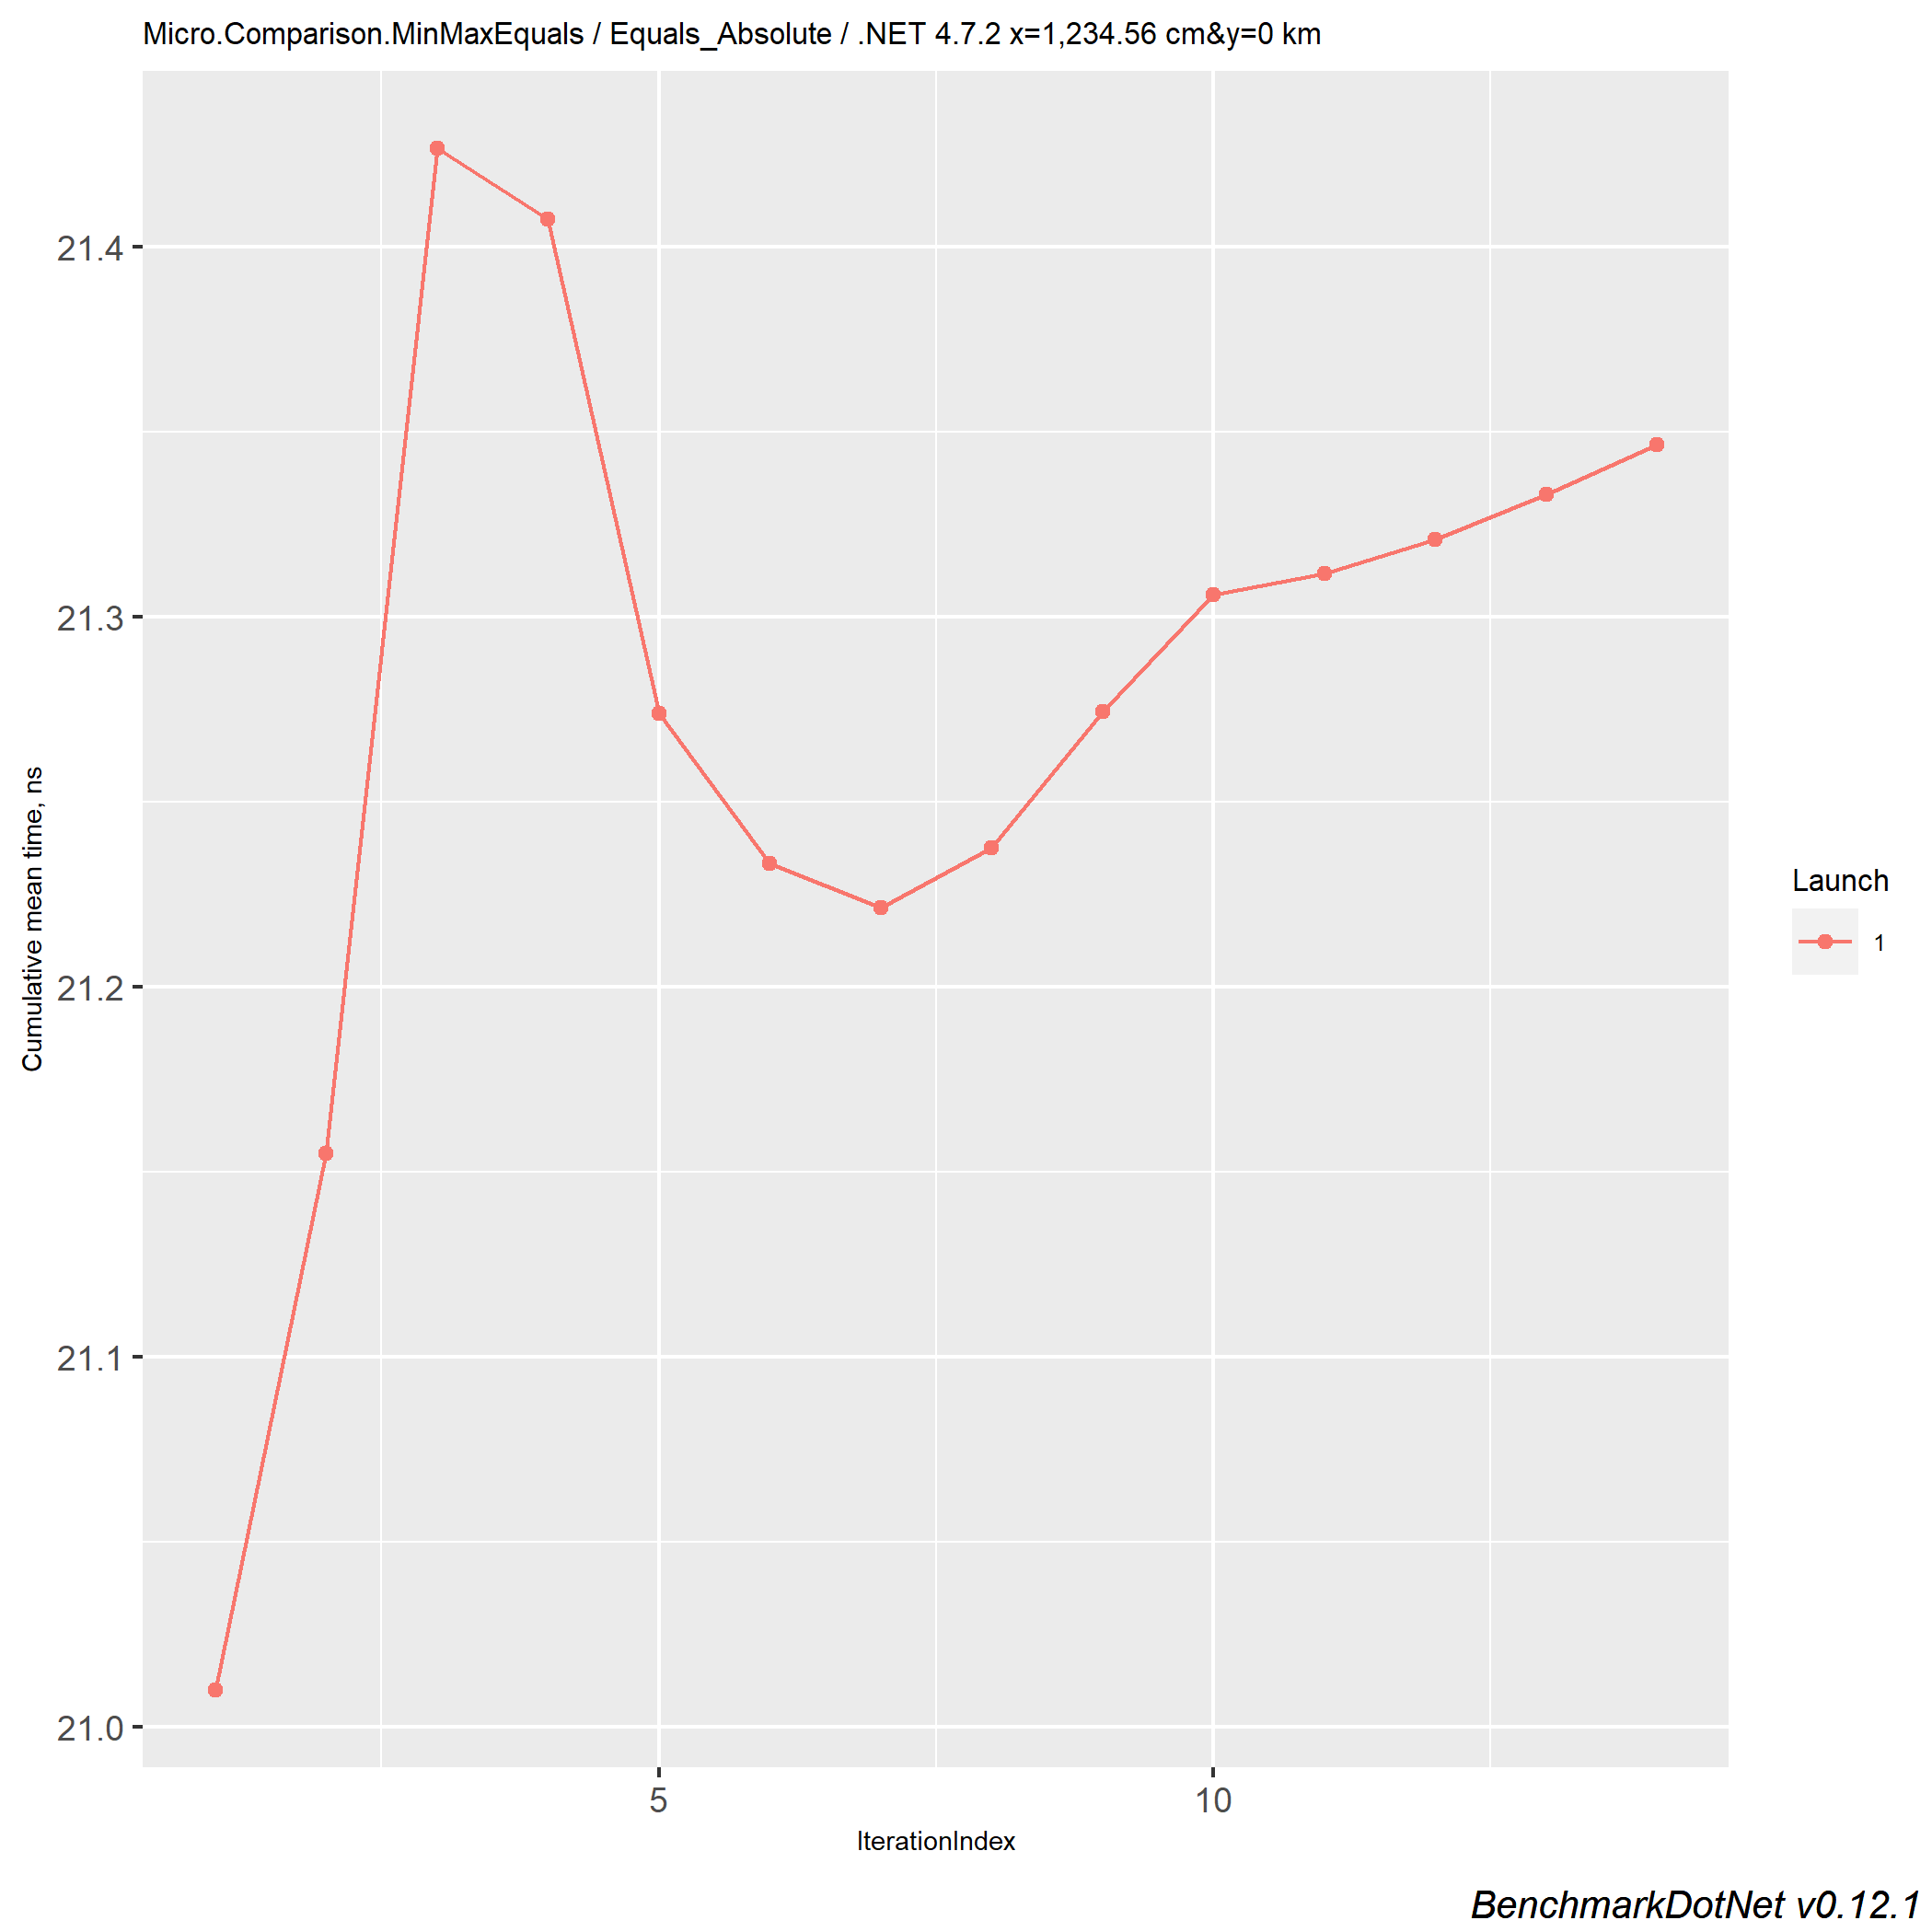 Micro.Comparison.MinMaxEquals / Equals_Absolute / .NET 4.7.2 x=1,234.56 cm&y=0 km
21.4
21.3
21.2
21.1
21.0
Cumulative mean time, ns
5
10
IterationIndex
Launch
1
BenchmarkDotNet v0.12.1